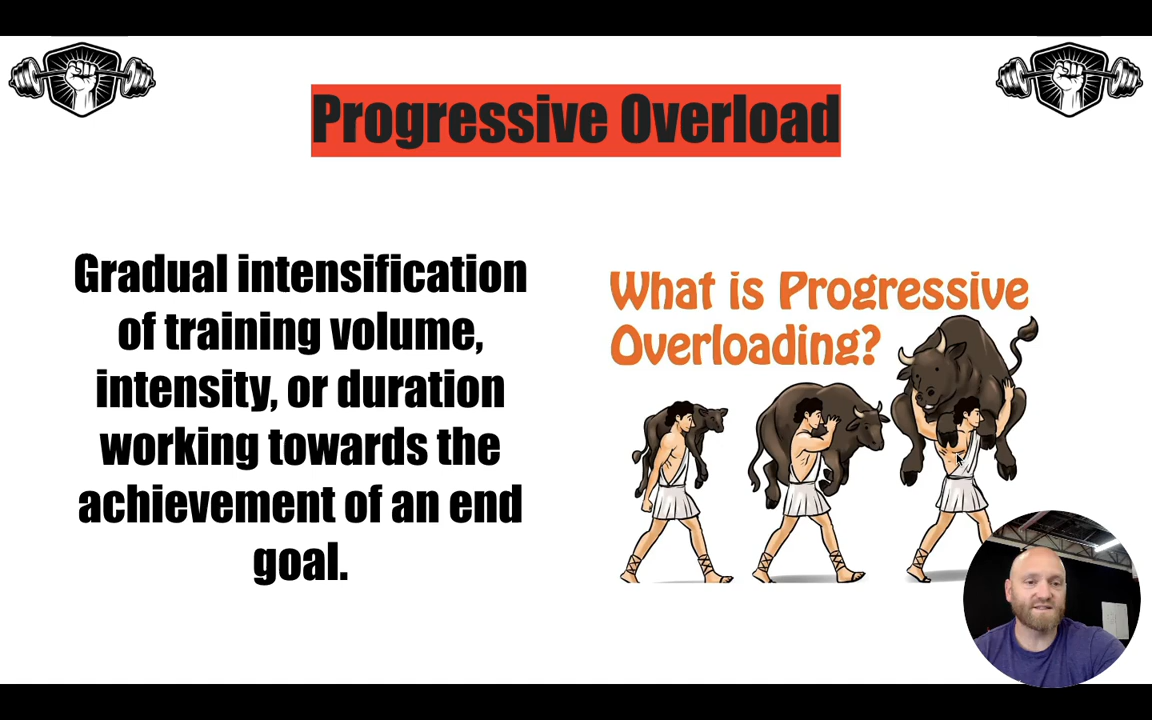 Progressive Overload
Gradual intensification
of training volume,
intensity, or duration
working towards the
achievement of an end
goal.
What is Progressive
Overloading?